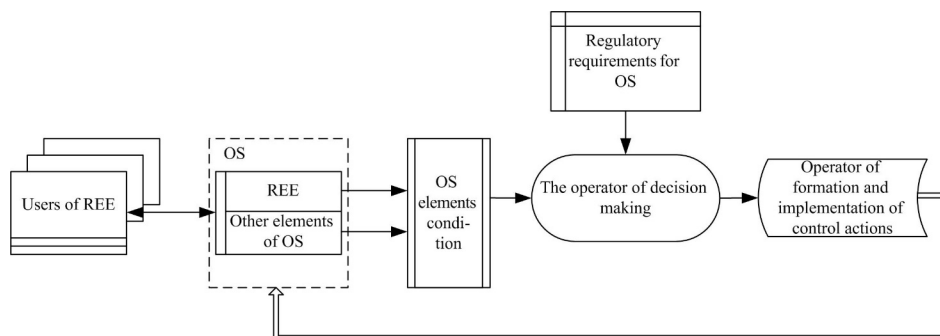 Regulatory
requirements for
OS
OS
Users of REE
REE
Other elements
of OS
OS
elements
condi-
tion
The operator of decision
making
Operator of
formation and
implementation of
control actions